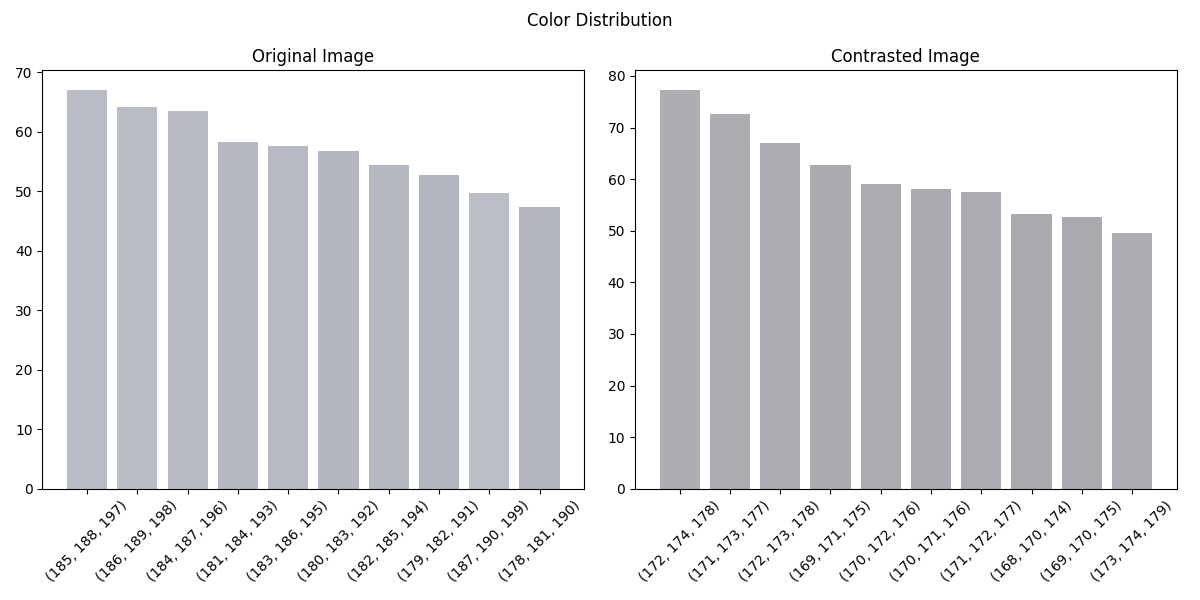 Color Distribution
Original Image
70
60
50
40
30
20
10
0
(185, 188, 197)
(186, 189, 198)
(184, 187, 196)
(181, 184, 193)
(183, 186, 195)
(180, 183, 192)
(182, 185, 194)
(179, 182, 191)
(187, 190, 199)
(178, 181, 190)
Contrasted Image
80
70
60
50
40
30
20
10
0
(172, 174, 178)
(171, 173, 177)
(172, 173, 178)
(169, 171, 175)
(170, 172, 176)
(170, 171, 176)
(171, 172, 177)
(168, 170, 174)
(169, 170, 175)
(173, 174, 179)